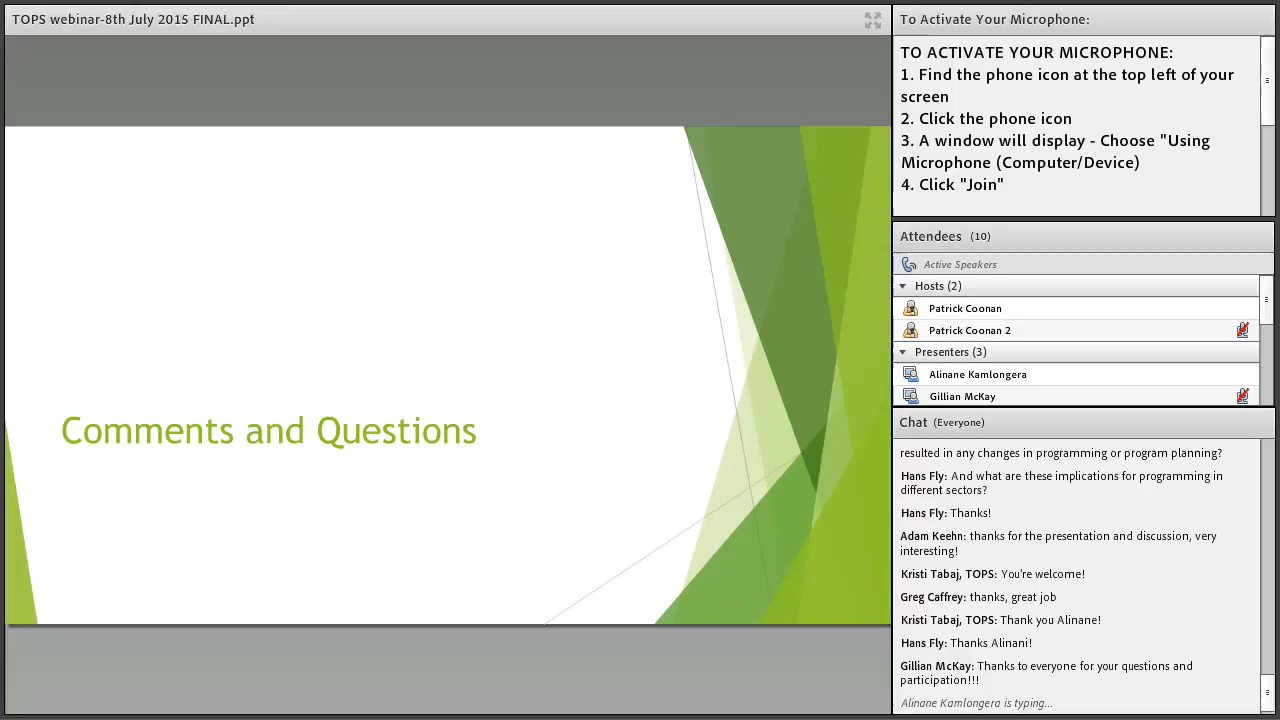 TOPS webinar-8th July 2015 FINAL.ppt
Comments and Questions
To Activate Your Microphone:
TO ACTIVATE YOUR MICROPHONE:
1. Find the phone icon at the top left of your
screen
2. Click the phone icon
3. A window will display - Choose "Using
Microphone (Computer/Device)
4. Click "Join"
Attendees (10)
Active Speakers
Hosts (2)
Patrick Coonan
Patrick Coonan 2
Presenters (3)
Alinane Kamlongera
Gillian McKay
Chat (Everyone)
resulted in any changes in programming or program planning?
Hans Fly: And what are these implications for programming in
different sectors?
Hans Fly: Thanks!
Adam Keehn: thanks for the presentation and discussion, very
interesting!
Kristi Tabaj, TOPS: You're welcome!
Greg Caffrey: thanks, great job
Kristi Tabaj, TOPS: Thank you Alinane!
Hans Fly: Thanks Alinani!
Gillian McKay: Thanks to everyone for your questions and
participation!!!
Alinane Kamlongera is typing...